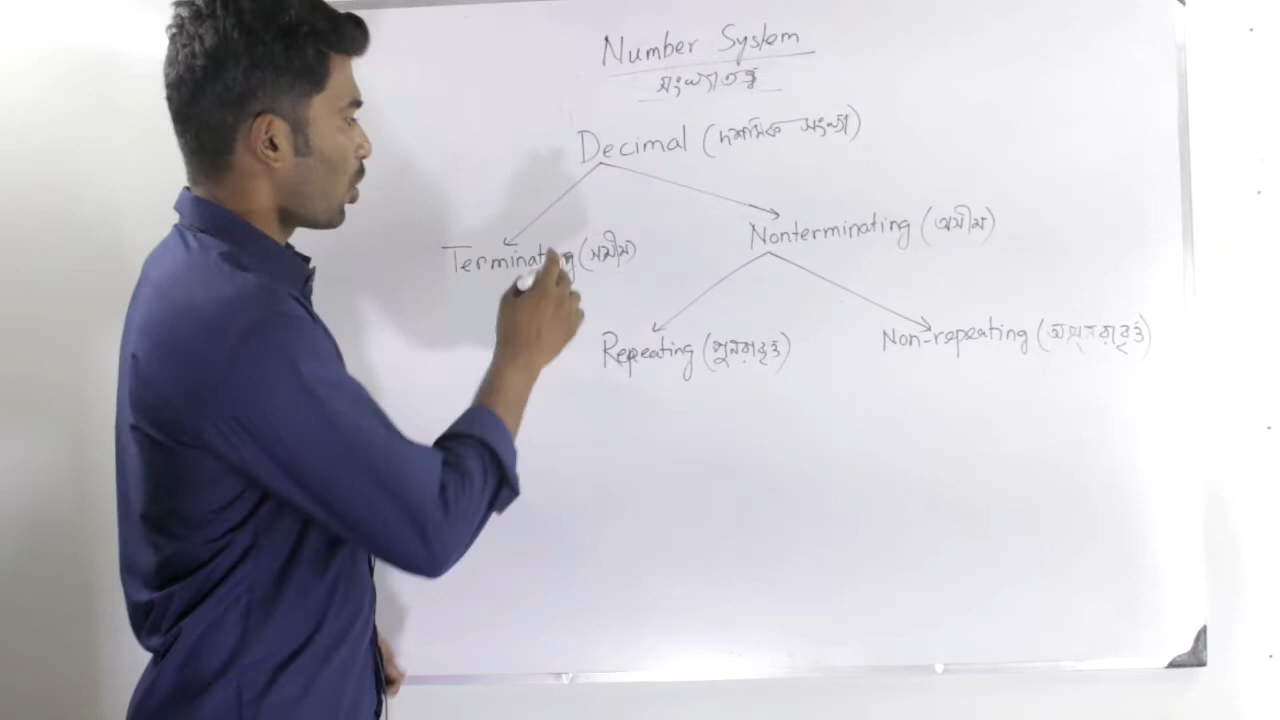 Number System
সংখ্যাতত্ত্ব
Decimal (দশমিক সংখ্যা)
Terminating (সসীম)
Nonterminating (অসীম)
Repeating (পুনরাবৃত্ত)
Non-repeating (অপুনরাবৃত্ত)